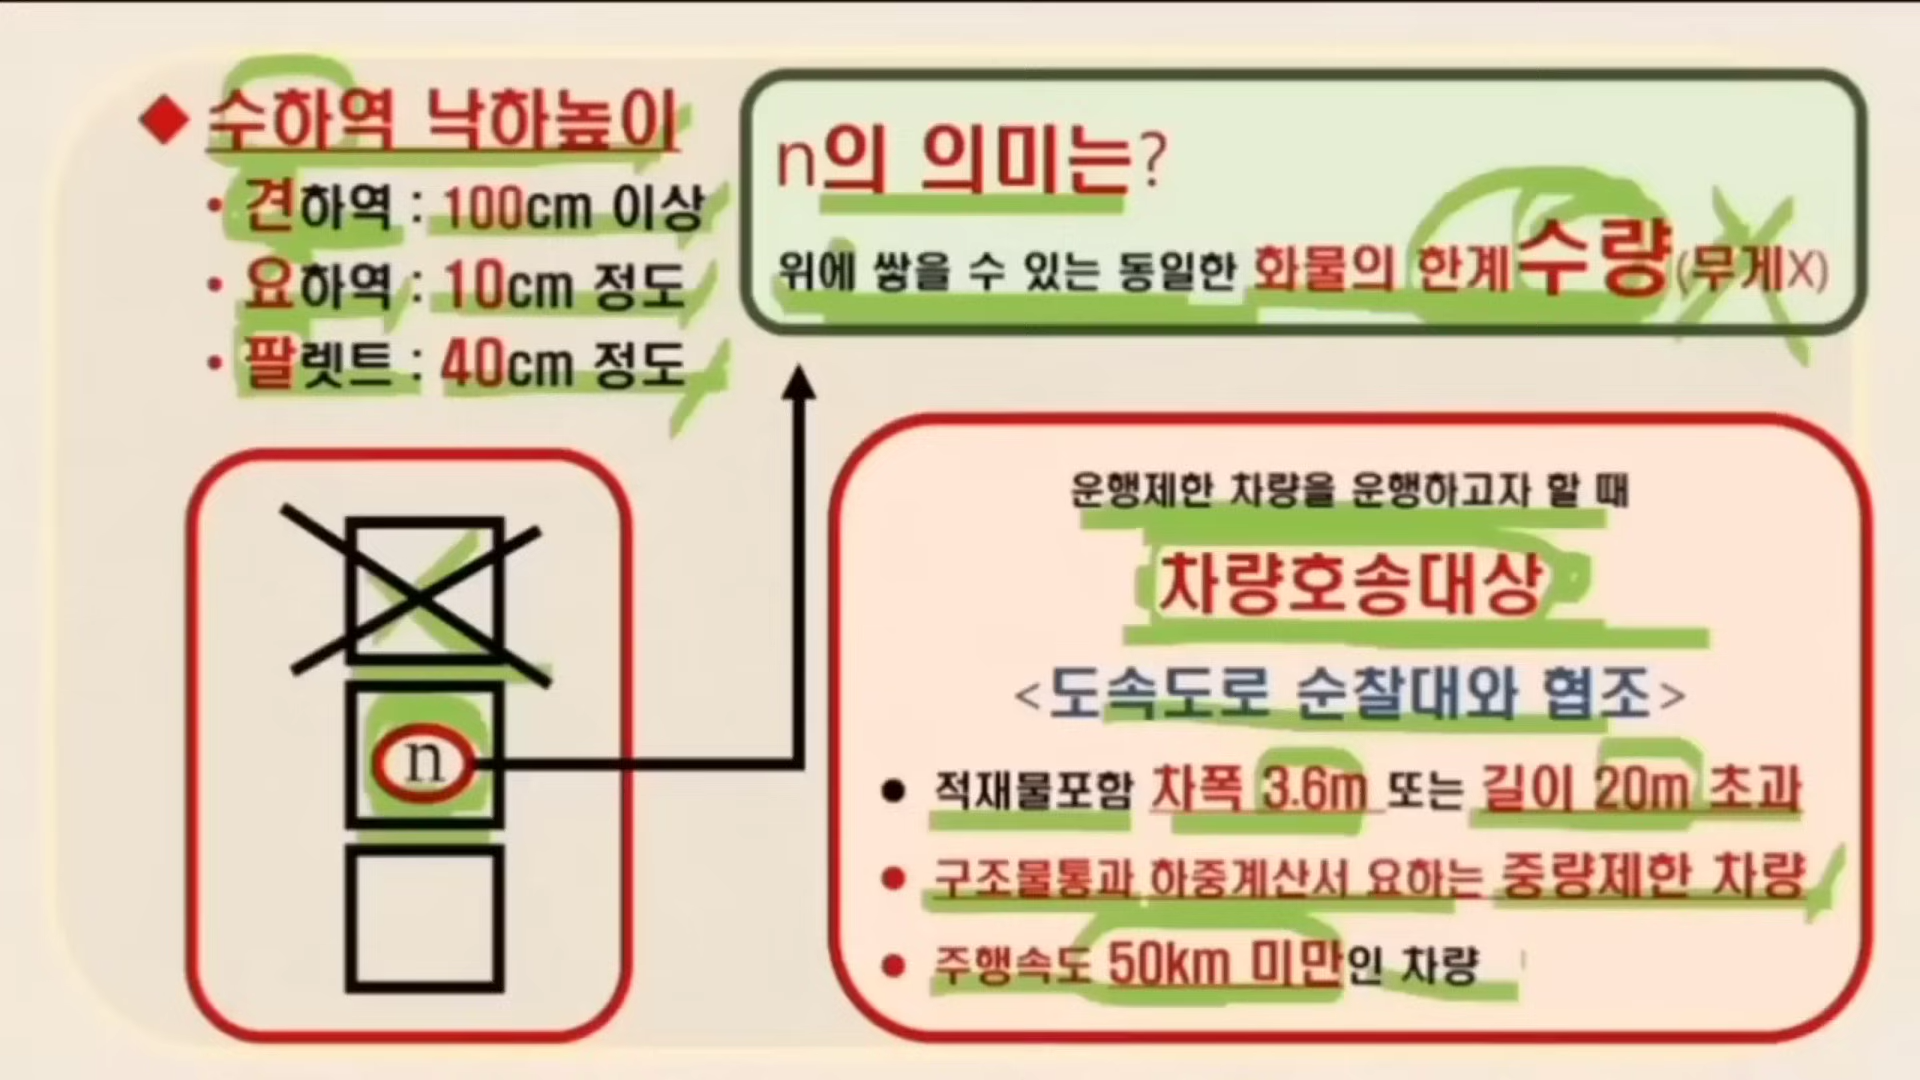 ◆ 수하역 낙하높이
• 견하역 : 100cm 이상
• 요하역 : 10cm 정도
• 팔렛트 : 40cm 정도
n의 의미는?
위에 쌓을 수 있는 동일한 화물의 한계수량(무게X)
n
운행제한 차량을 운행하고자 할 때
차량호송대상
<도속도로 순찰대와 협조>
● 적재물포함 차폭 3.6m 또는 길이 20m 초과
● 구조물통과 하중계산서 요하는 중량제한 차량
● 주행속도 50km 미만인 차량